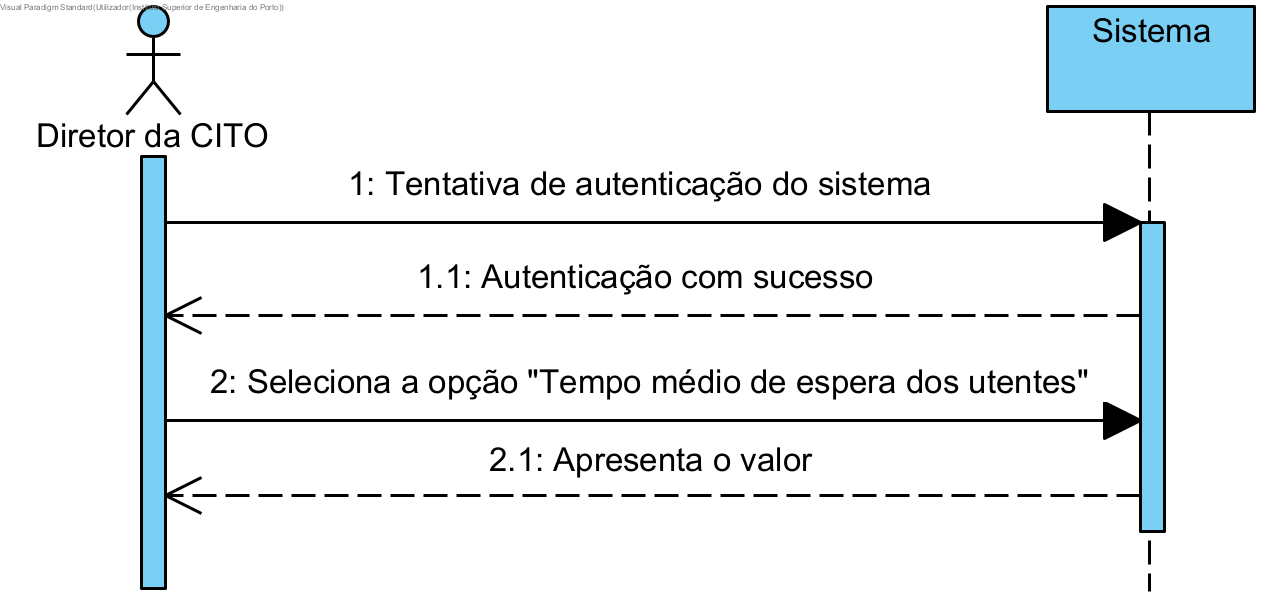 Visual Paradigm Standard(Utilizador(Instituto Superior de Engenharia do Porto))
Sistema
Diretor da CITO
1: Tentativa de autenticação do sistema
1.1: Autenticação com sucesso
2: Seleciona a opção "Tempo médio de espera dos utentes"
2.1: Apresenta o valor